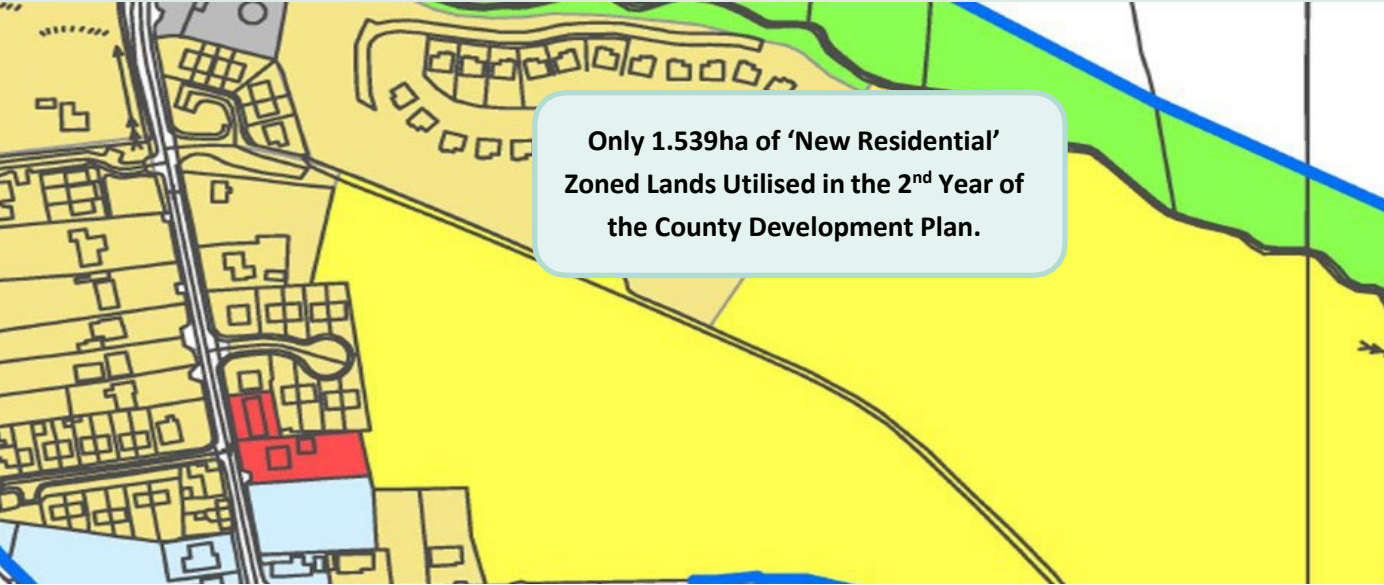 Only 1.539ha of ‘New Residential’
Zoned Lands Utilised in the 2nd Year of
the County Development Plan.